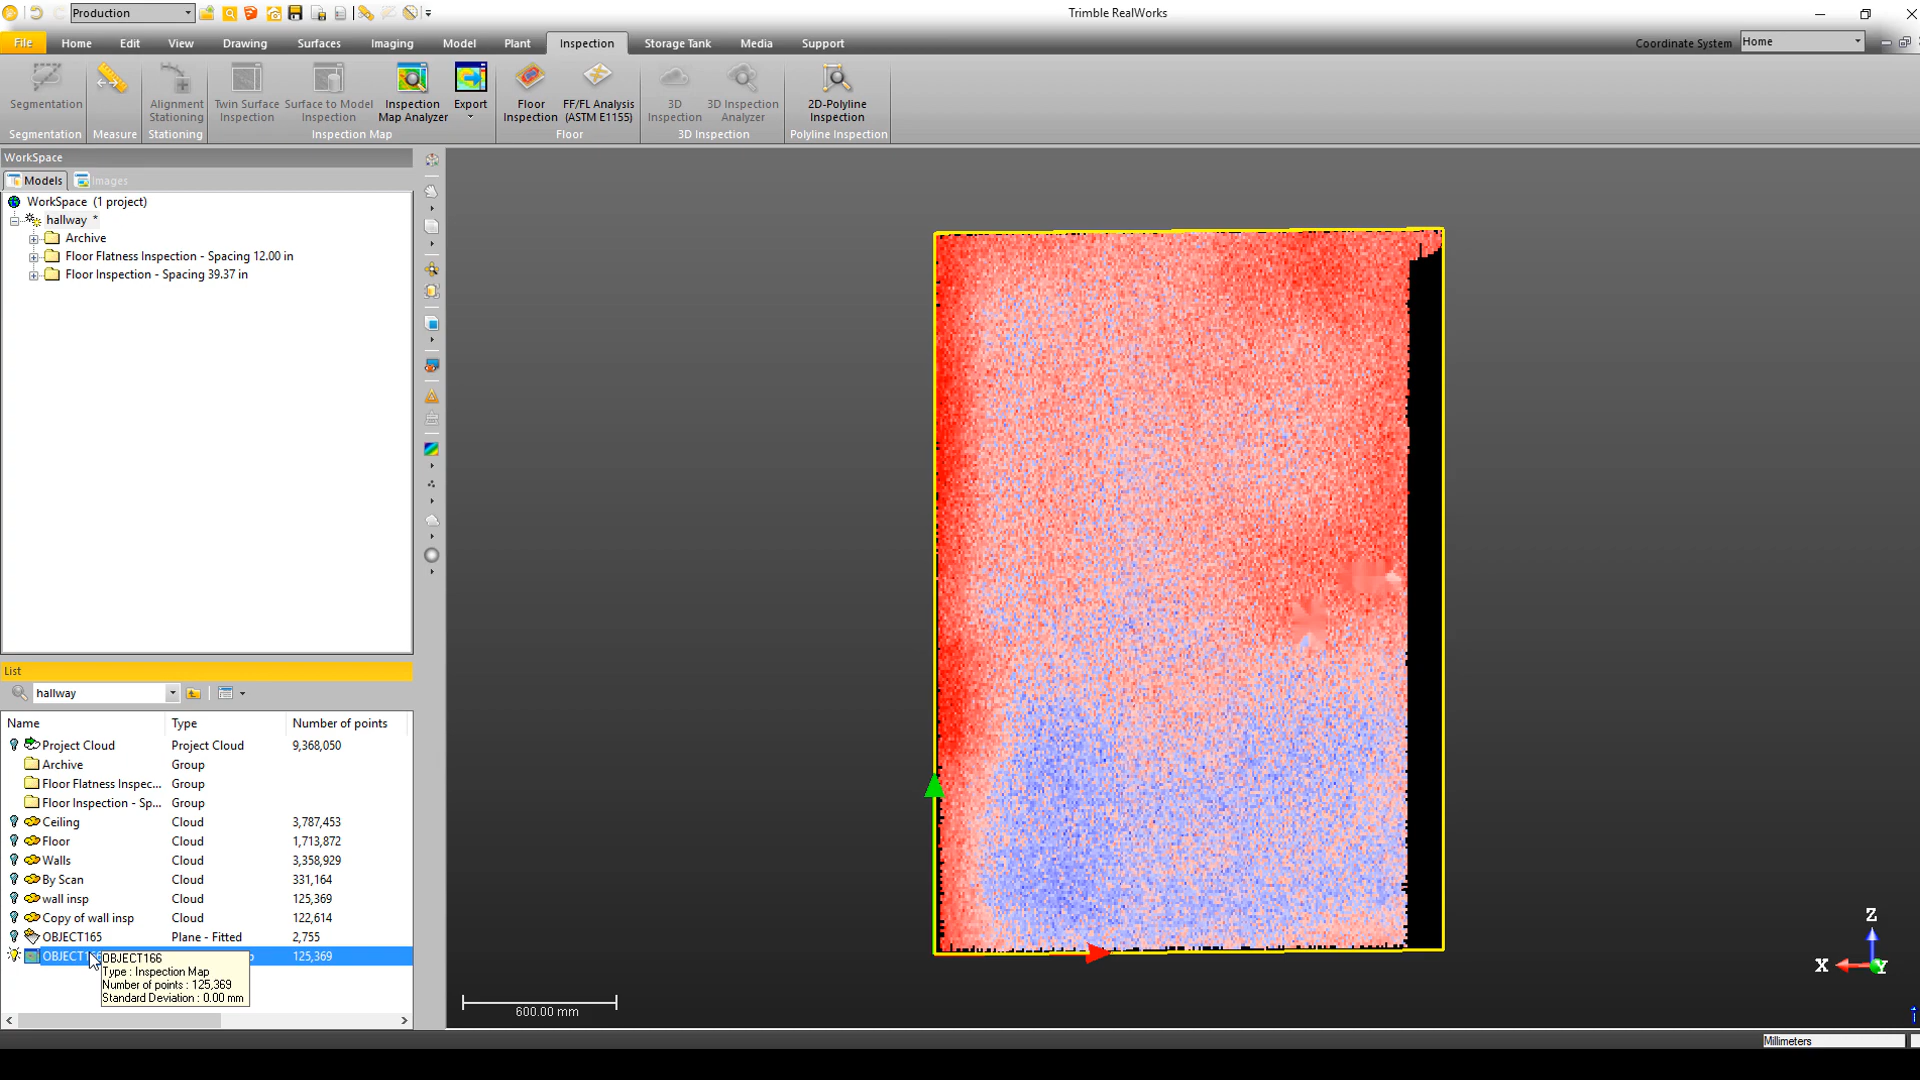 Production
Trimble RealWorks
File Home Edit View Drawing Surfaces Imaging Model Plant Inspection Storage Tank Media Support Coordinate System Home
Segmentation
Alignment Stationing
Twin Surface Inspection
Surface to Model Inspection
Inspection Map Analyzer
Export
Floor Inspection
FF/FL Analysis (ASTM E1155)
3D Inspection
3D Inspection Analyzer
2D-Polyline Inspection
Segmentation Measure Stationing Inspection Map Floor 3D Inspection Polyline Inspection
WorkSpace
Models Images
WorkSpace (1 project)
hallway *
Archive
Floor Flatness Inspection - Spacing 12.00 in
Floor Inspection - Spacing 39.37 in
List
hallway
Name Type Number of points
Project Cloud Project Cloud 9,368,050
Archive Group
Floor Flatness Inspec... Group
Floor Inspection - Sp... Group
Ceiling Cloud 3,787,453
Floor Cloud 1,713,872
Walls Cloud 3,358,929
By Scan Cloud 331,164
wall insp Cloud 125,369
Copy of wall insp Cloud 122,614
OBJECT165 Plane - Fitted 2,755
OBJECT1 125,369
OBJECT166
Type : Inspection Map
Number of points : 125,369
Standard Deviation : 0.00 mm
600.00 mm
Z
X
Y
Millimeters